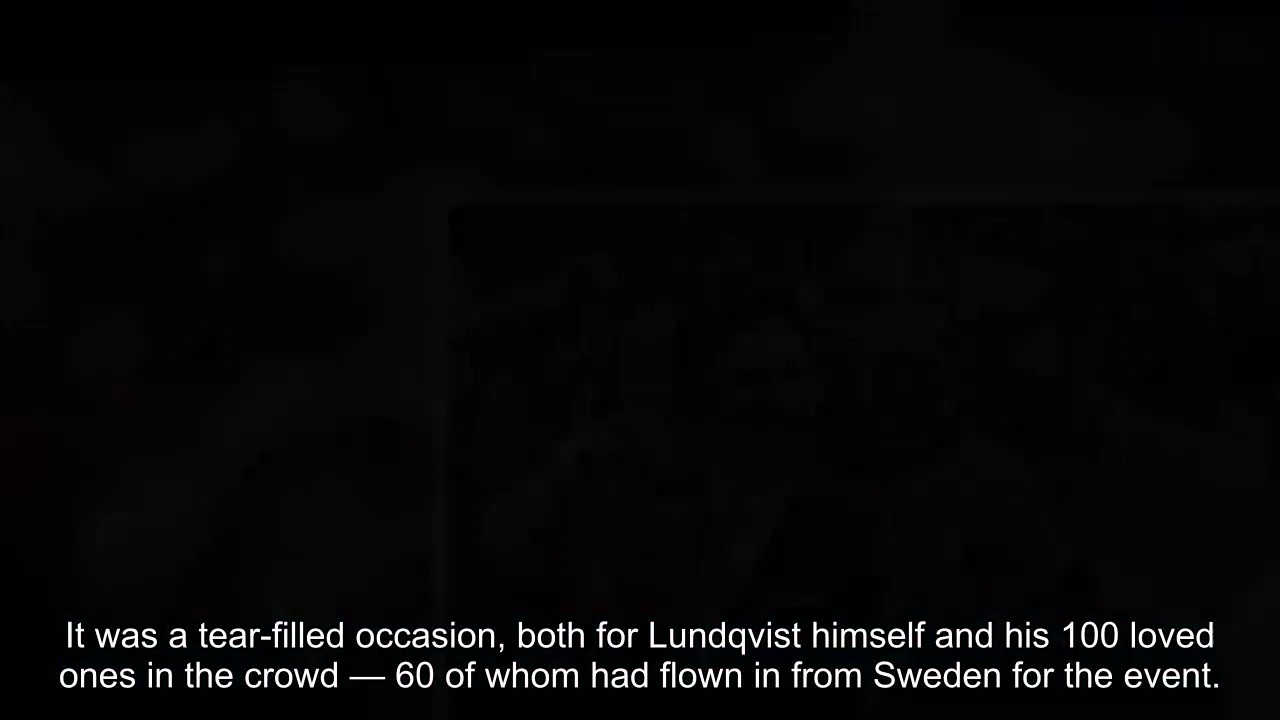 It was a tear-filled occasion, both for Lundqvist himself and his 100 loved
ones in the crowd — 60 of whom had flown in from Sweden for the event.